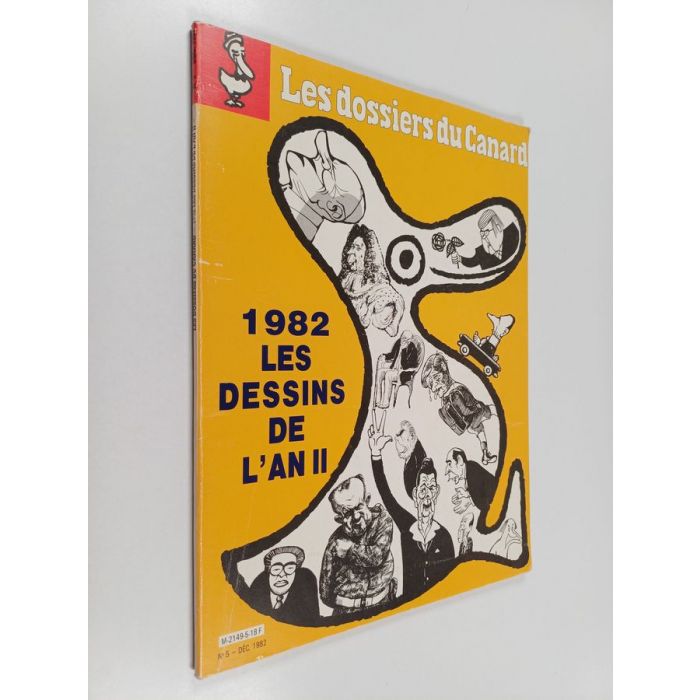 Les dossiers du Canard
1982
LES
DESSINS
DE
L'AN II
M-2149-5-18 F
N° 5 - DÉC. 1982